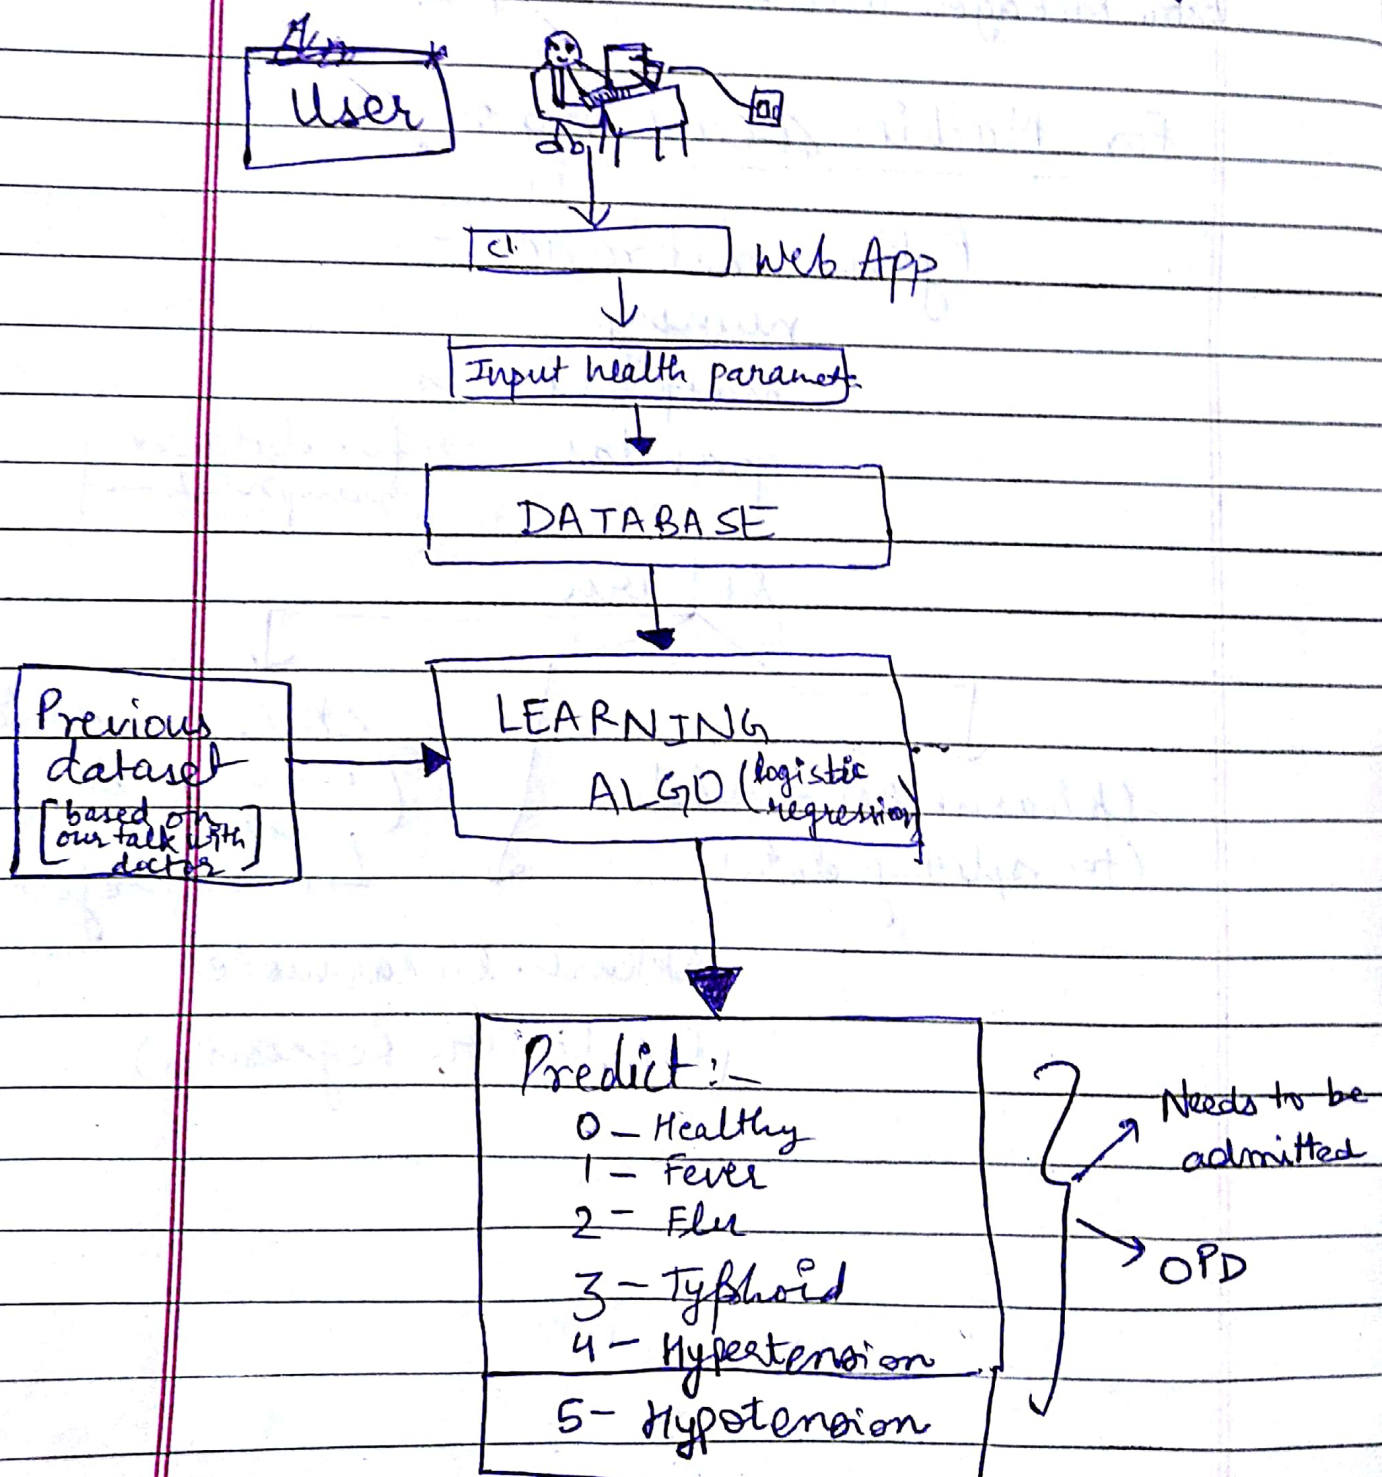 User
Web App
Input health paramet.
DATABASE
LEARNING
ALGO (logistic
regression)
Previous
dataset
[based on
our talk with
doctor]
Predict:-
0 - Healthy
1 - Fever
2 - Flu
3 - Typhoid
4 - Hypertension
5 - Hypotension
Needs to be
admitted
OPD